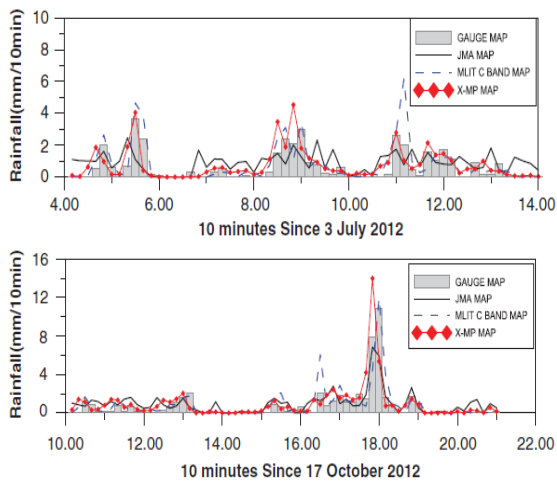 Rainfall(mm/10min)
10
8
6
4
2
0
GAUGE MAP
JMA MAP
MLIT C BAND MAP
X-MP MAP
4.00 6.00 8.00 10.00 12.00 14.00
10 minutes Since 3 July 2012
Rainfall(mm/10min)
16
12
8
4
0
GAUGE MAP
JMA MAP
MLIT C BAND MAP
X-MP MAP
10.00 12.00 14.00 16.00 18.00 20.00 22.00
10 minutes Since 17 October 2012